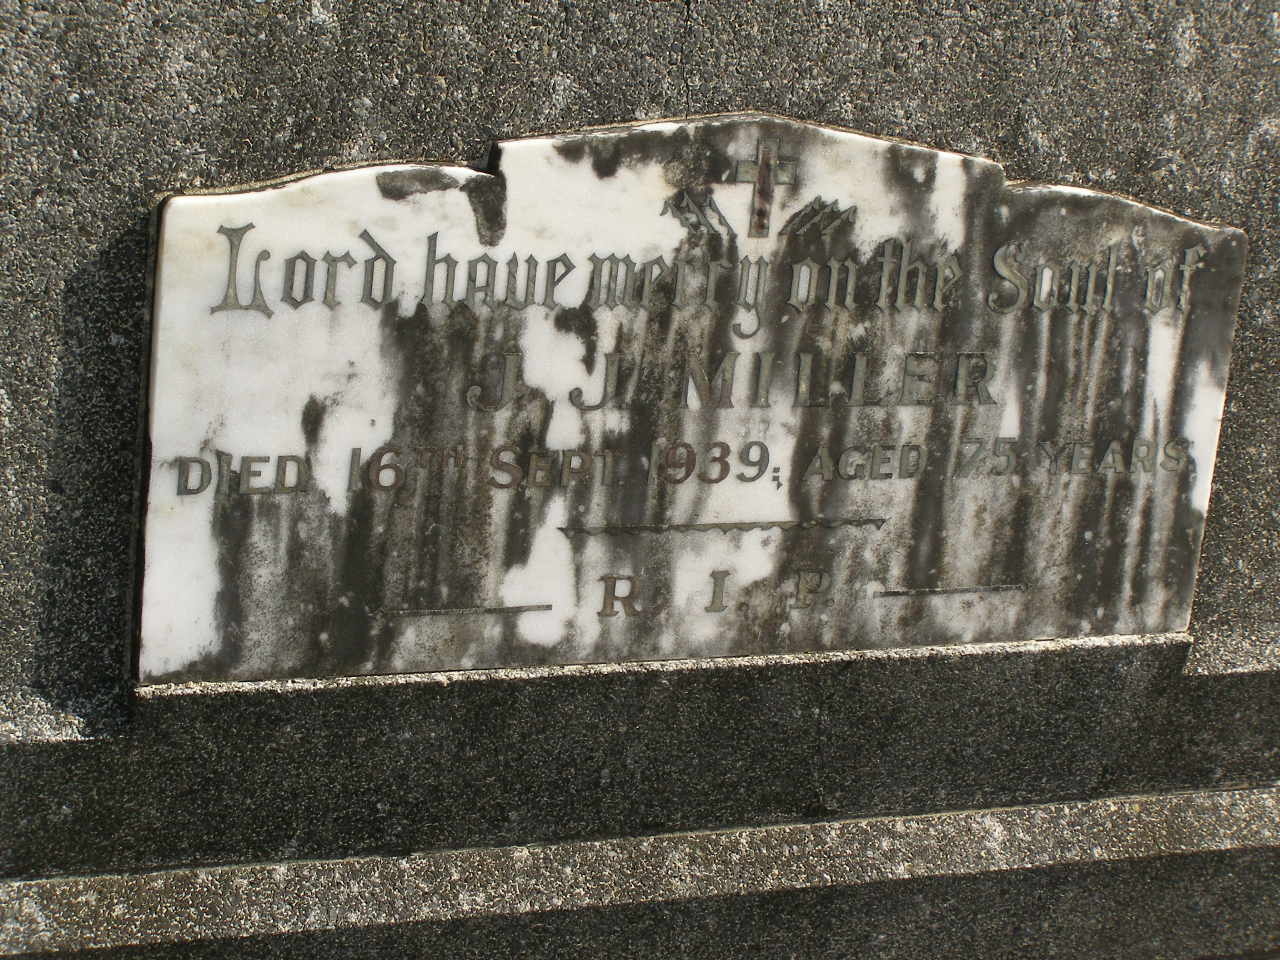 Lord have mercy on the Soul of
J. J. MILLER
DIED 16TH SEPT. 1939; AGED 75 YEARS
R.I.P.